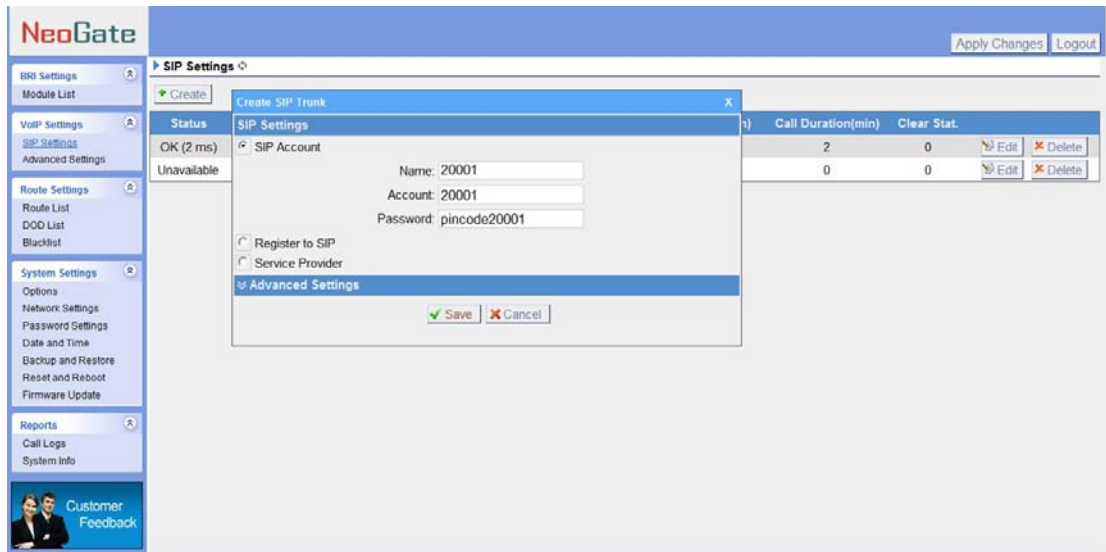 NeoGate
Apply Changes Logout
BRI Settings
Module List
VoIP Settings
SIP Settings
Advanced Settings
Route Settings
Route List
DOD List
Blacklist
System Settings
Options
Network Settings
Password Settings
Date and Time
Backup and Restore
Reset and Reboot
Firmware Update
Reports
Call Logs
System Info
Customer
Feedback
SIP Settings
Create
Status n) Call Duration(min) Clear Stat.
OK (2 ms) 2 0 Edit Delete
Unavailable 0 0 Edit Delete
Create SIP Trunk X
SIP Settings
SIP Account
Name: 20001
Account: 20001
Password: pincode20001
Register to SIP
Service Provider
Advanced Settings
Save Cancel